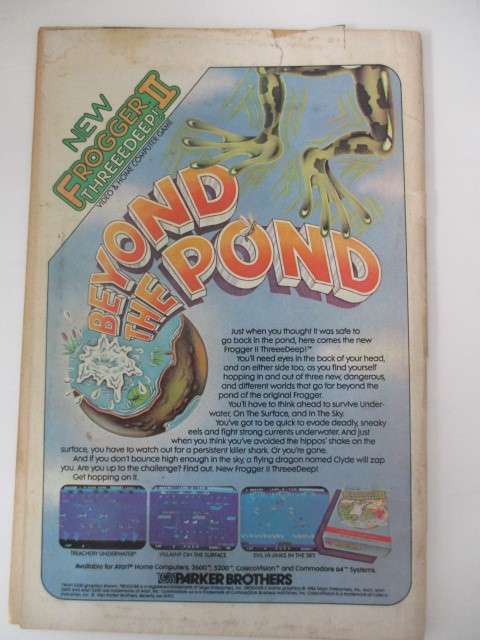 NEW
FROGGER II
THREEEDEEP!™
VIDEO & HOME COMPUTER GAME
BEYOND
THE POND
Just when you thought it was safe to
go back in the pond, here comes the new
Frogger II ThreeeDeep!™
You'll need eyes in the back of your head,
and on either side too, as you find yourself
hopping in and out of three new, dangerous,
and different worlds that go far beyond the
pond of the original Frogger.
You'll have to think ahead to survive Under-
water, On The Surface, and In The Sky.
You've got to be quick to evade deadly, sneaky
eels and fight strong currents underwater. And just
when you think you've avoided the hippos' shake on the
surface, you have to watch out for a persistent killer shark. Or you're gone.
And if you don't bounce high enough in the sky, a flying dragon named Clyde will zap
you. Are you up to the challenge? Find out. New Frogger II ThreeeDeep!
Get hopping on it.
TREACHERY UNDERWATER
VILLAINY ON THE SURFACE
EVIL HI-JINKS IN THE SKY
Available for Atari® Home Computers, 2600™, 5200™, ColecoVision™ and Commodore 64™ Systems.
PARKER BROTHERS